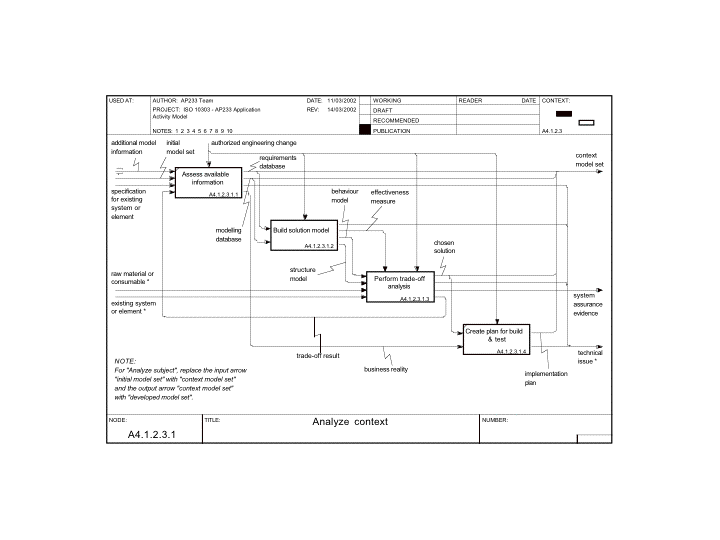 USED AT:
AUTHOR: AP233 Team
DATE: 11/03/2002
WORKING
READER
DATE
CONTEXT:
PROJECT: ISO 10303 - AP233 Application
Activity Model
REV: 14/03/2002
DRAFT
RECOMMENDED
NOTES: 1 2 3 4 5 6 7 8 9 10
PUBLICATION
A4.1.2.3
additional model
information
initial
model set
authorized engineering change
requirements
database
context
model set
Assess available
information
A4.1.2.3.1.1
specification
for existing
system or
element
behaviour
model
effectiveness
measure
modelling
database
Build solution model
A4.1.2.3.1.2
chosen
solution
structure
model
raw material or
consumable *
Perform trade-off
analysis
A4.1.2.3.1.3
existing system
or element *
system
assurance
evidence
Create plan for build
& test
A4.1.2.3.1.4
trade-off result
business reality
technical
issue *
implementation
plan
NOTE:
For "Analyze subject", replace the input arrow
"initial model set" with "context model set"
and the output arrow "context model set"
with "developed model set".
NODE:
A4.1.2.3.1
TITLE:
Analyze context
NUMBER: